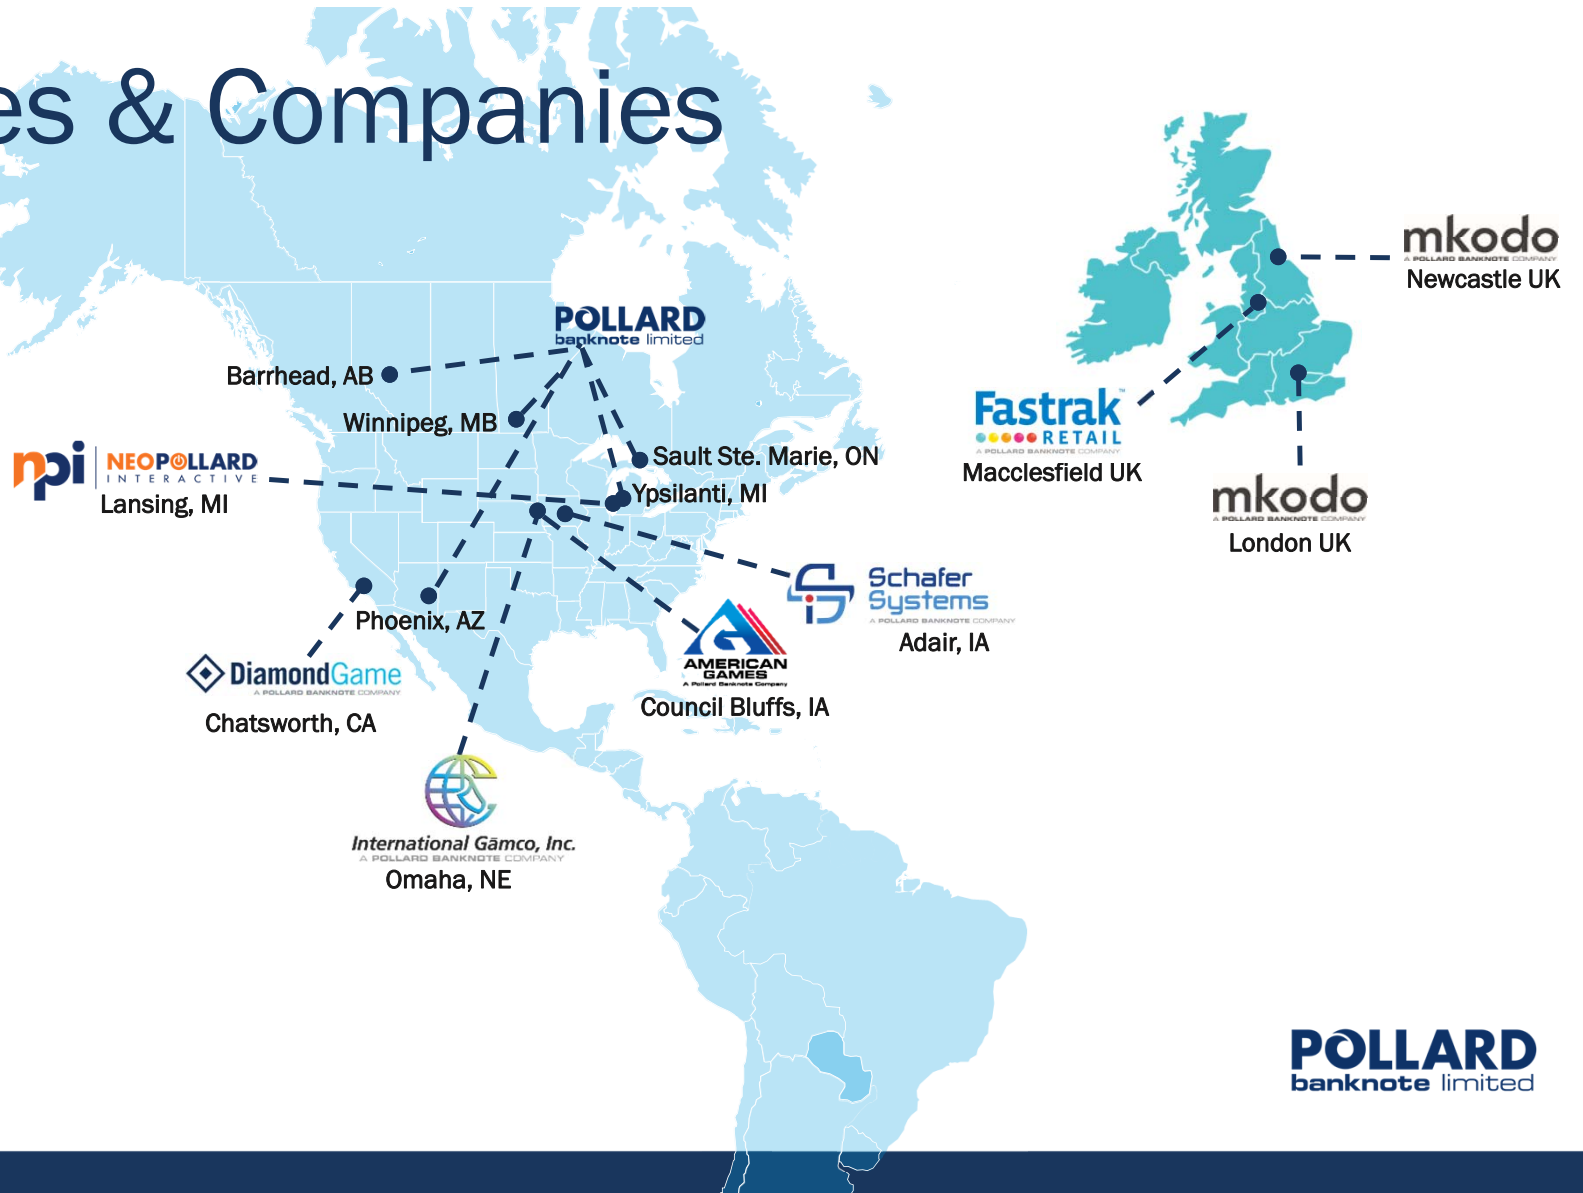 es & Companies
POLLARD
banknote limited
Barrhead, AB
Winnipeg, MB
Sault Ste. Marie, ON
Ypsilanti, MI
Phoenix, AZ
npi NEOPOLLARD
INTERACTIVE
Lansing, MI
DiamondGame
A POLLARD BANKNOTE COMPANY
Chatsworth, CA
International Gāmco, Inc.
A POLLARD BANKNOTE COMPANY
Omaha, NE
AMERICAN
GAMES
A Pollard Banknote Company
Council Bluffs, IA
Schafer
Systems
A POLLARD BANKNOTE COMPANY
Adair, IA
mkodo
A POLLARD BANKNOTE COMPANY
Newcastle UK
Fastrak™
RETAIL
A POLLARD BANKNOTE COMPANY
Macclesfield UK
mkodo
A POLLARD BANKNOTE COMPANY
London UK
POLLARD
banknote limited